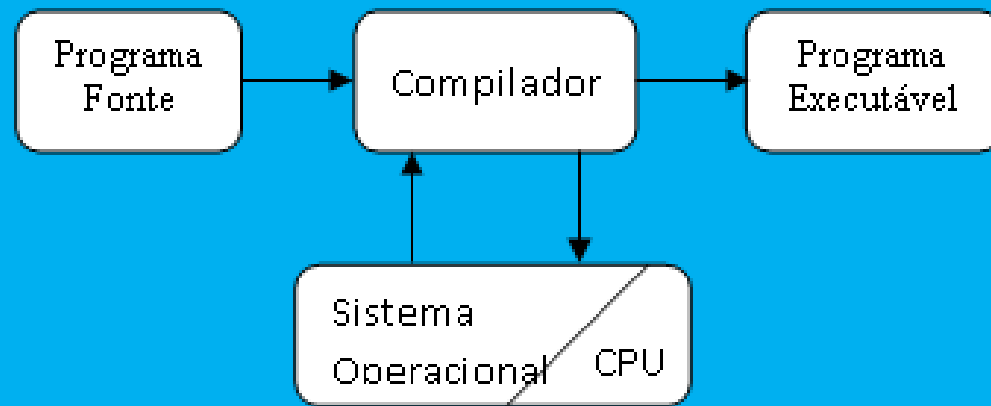 Programa
Fonte
Compilador
Programa
Executável
Sistema
Operacional
CPU